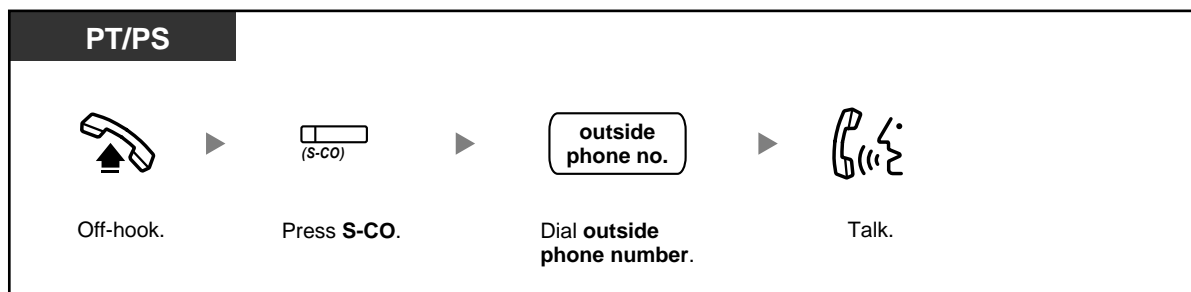 PT/PS
(S-CO)
outside
phone no.
Off-hook.
Press S-CO.
Dial outside
phone number.
Talk.